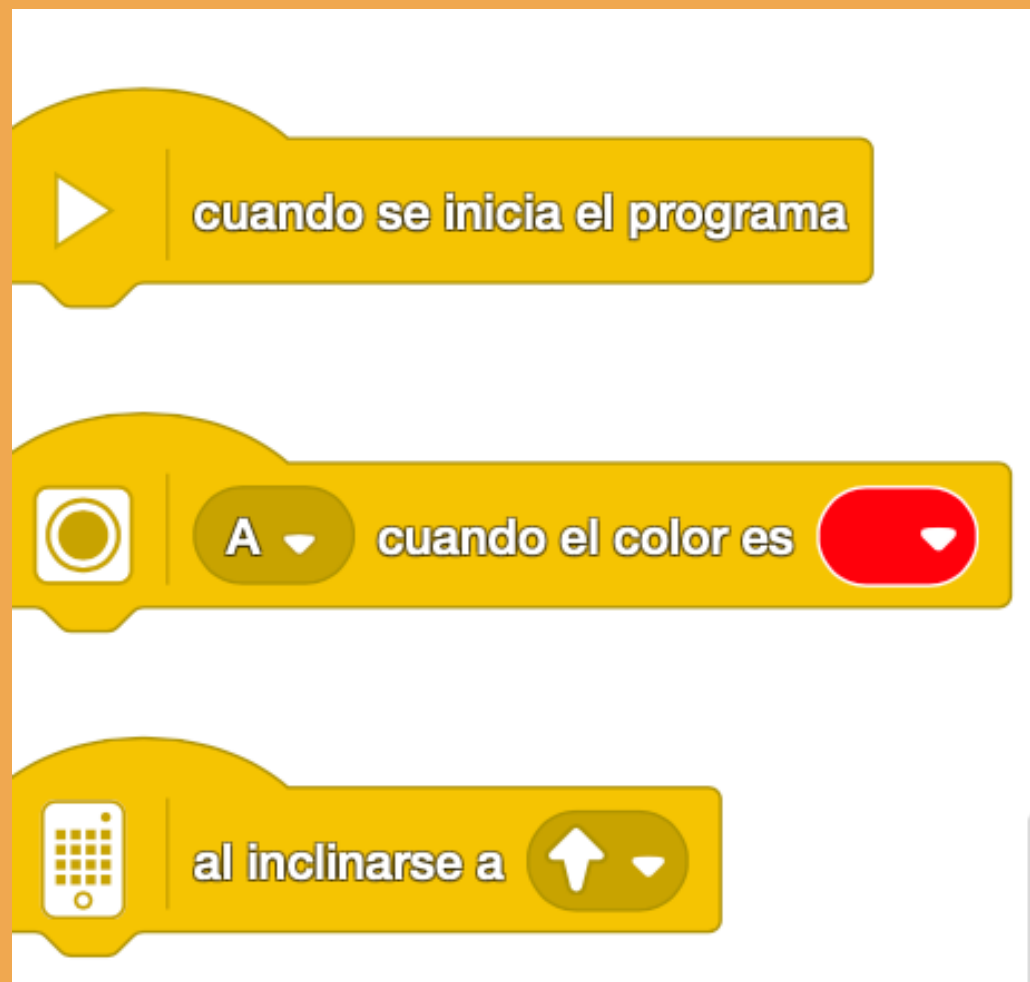 cuando se inicia el programa
A cuando el color es
al inclinarse a